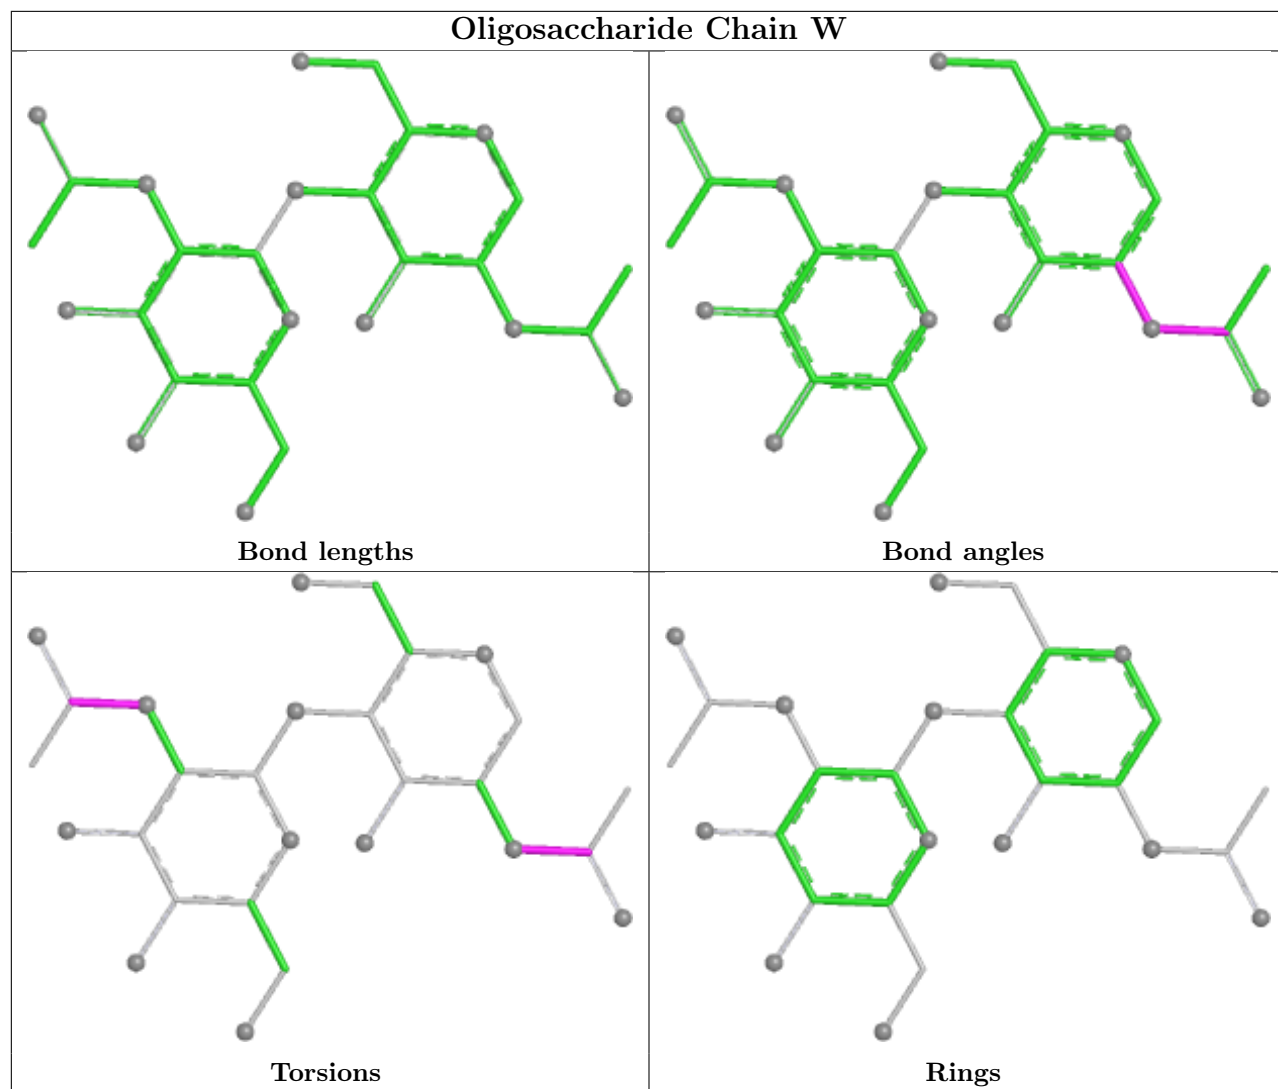 Oligosaccharide Chain W
Bond lengths
Bond angles
Torsions
Rings